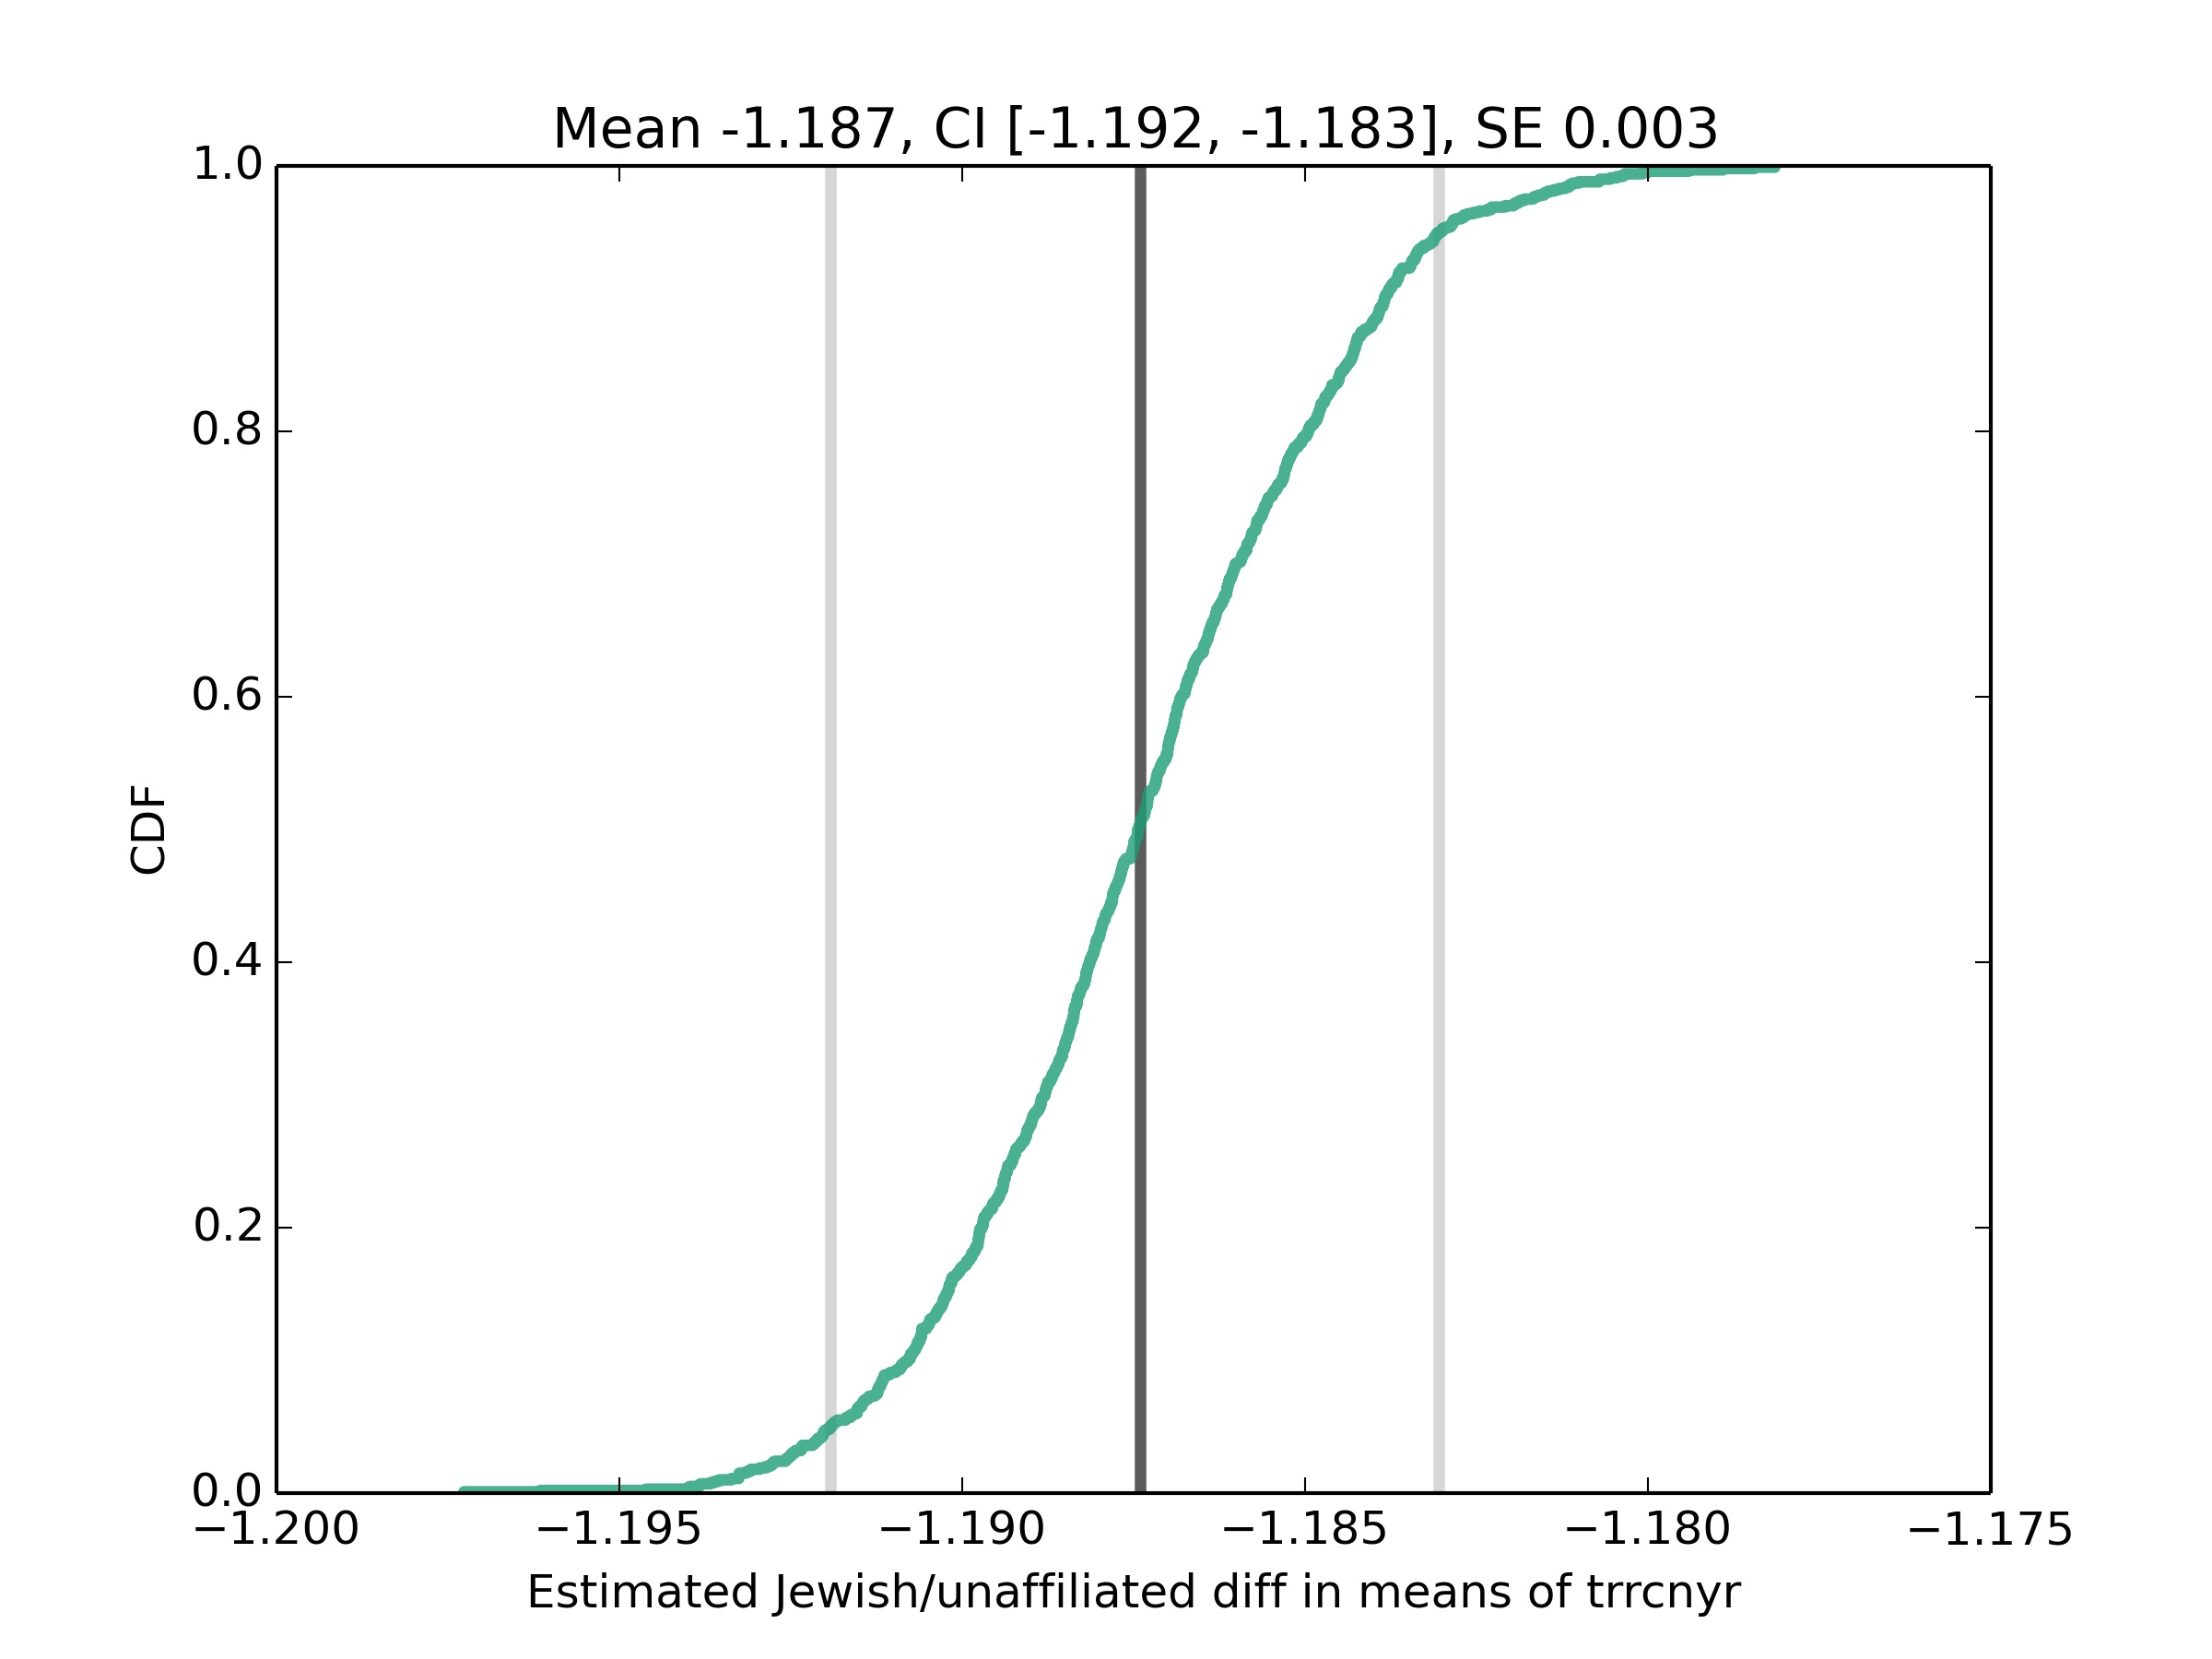 Mean -1.187, CI [-1.192, -1.183], SE 0.003
1.0
0.8
0.6
0.4
0.2
0.0
CDF
−1.200 −1.195 −1.190 −1.185 −1.180 −1.175
Estimated Jewish/unaffiliated diff in means of trrcnyr